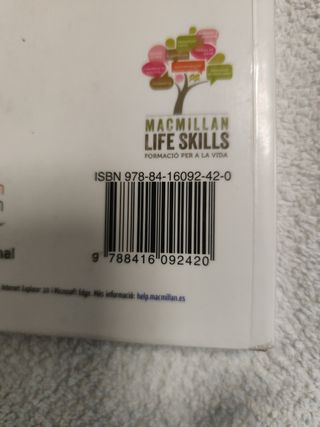 MACMILLAN
LIFE SKILLS
FORMACIÓ PER A LA VIDA
ISBN 978-84-16092-42-0
9 788416 092420
Internet Explorer 10 i Microsoft Edge. Més informació: help.macmillan.es